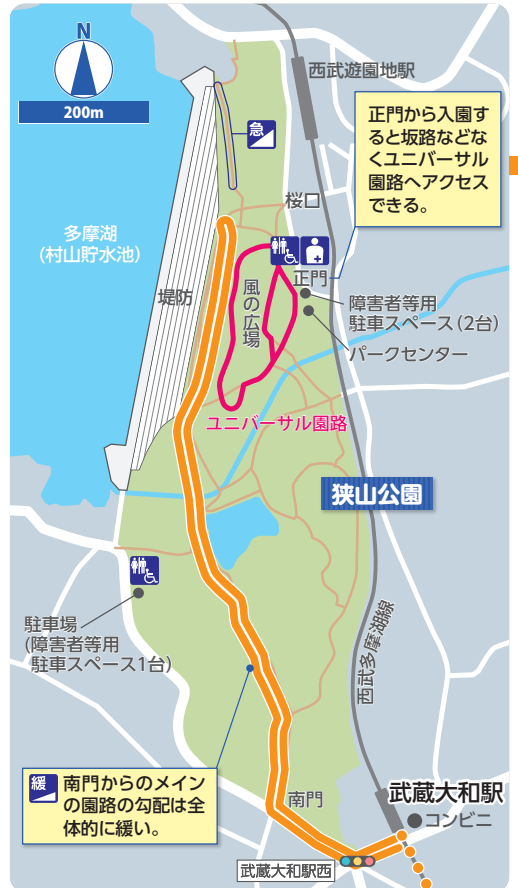 N
200m
西武遊園地駅
急
正門から入園す
ると坂路などな
くユニバーサル
園路へアクセス
できる。
桜口
多摩湖
（村山貯水池）
堤防
風の広場
正門
障害者等用
駐車スペース（2台）
パークセンター
ユニバーサル園路
狭山公園
駐車場
（障害者等用
駐車スペース1台）
西武多摩湖線
緩 南門からのメイン
の園路の勾配は全
体的に緩い。
南門
武蔵大和駅
コンビニ
武蔵大和駅西